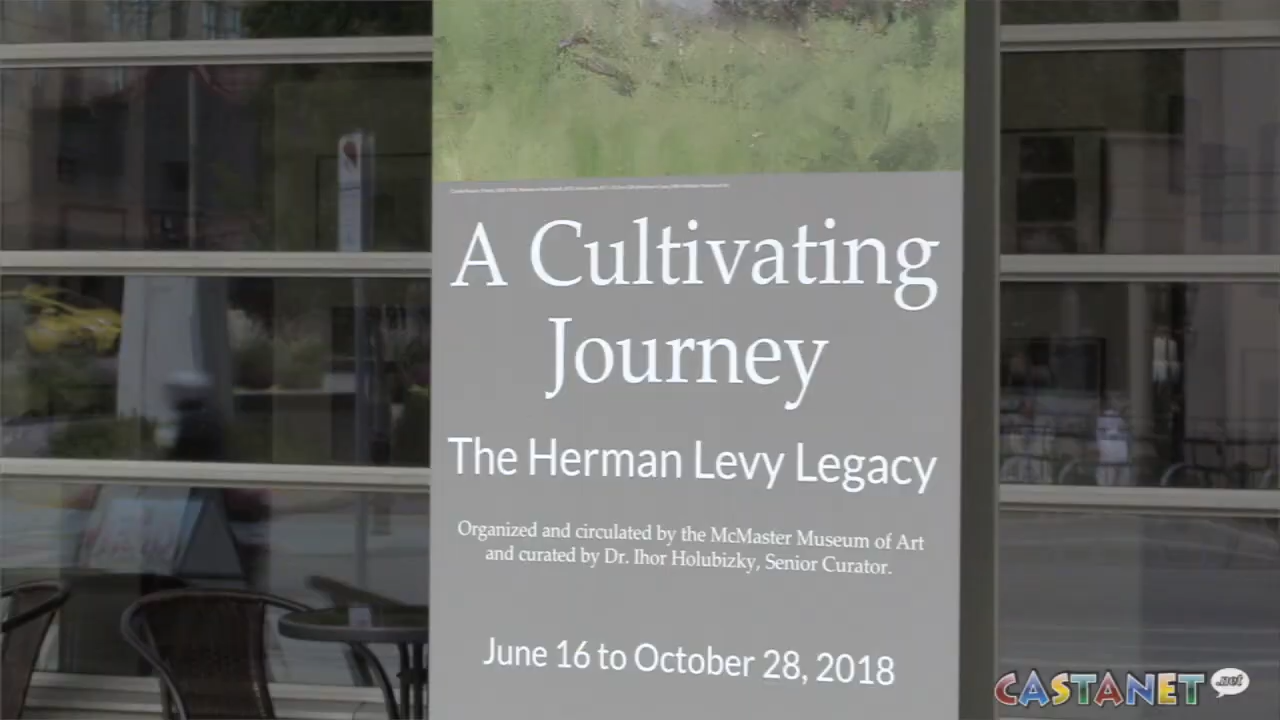 A Cultivating
Journey
The Herman Levy Legacy
Organized and circulated by the McMaster Museum of Art
and curated by Dr. Ihor Holubizky, Senior Curator.
June 16 to October 28, 2018
CASTANET .net